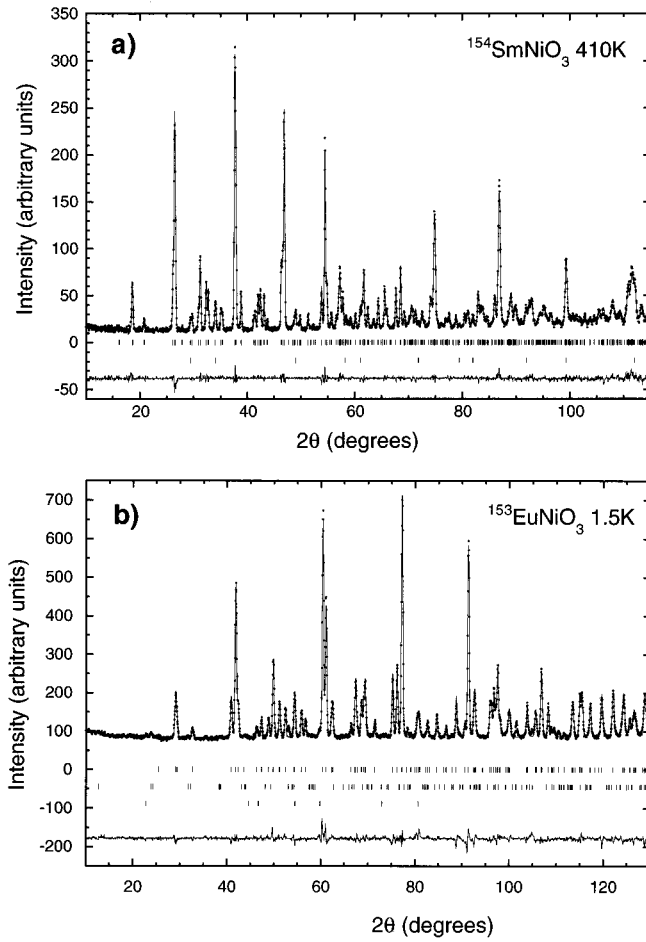 350
a)
¹⁵⁴SmNiO₃ 410K
300
250
200
150
100
50
0
-50
Intensity (arbitrary units)
20 40 60 80 100
2θ (degrees)
700
b)
¹⁵³EuNiO₃ 1.5K
600
500
400
300
200
100
0
-100
-200
Intensity (arbitrary units)
20 40 60 80 100 120
2θ (degrees)